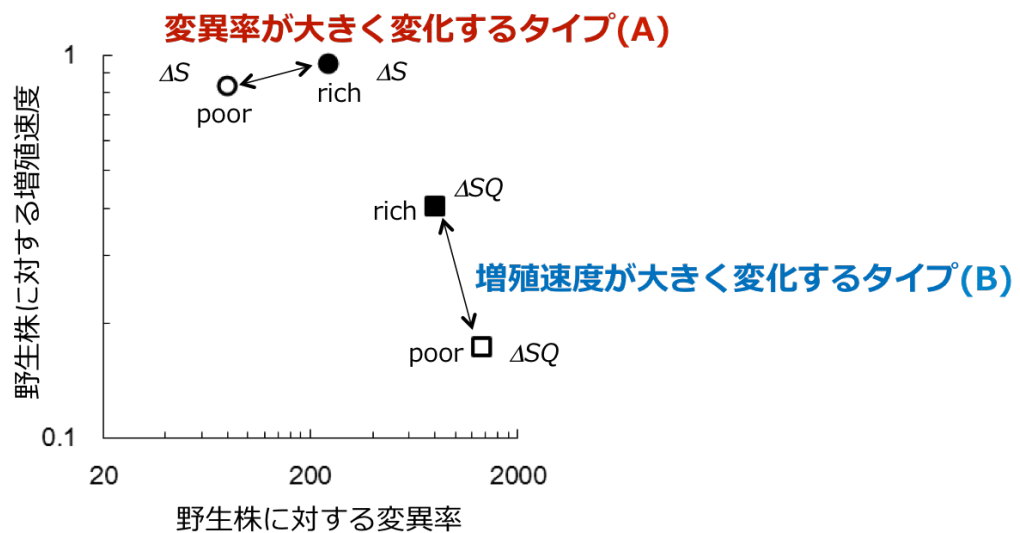 変異率が大きく変化するタイプ(A)
1
ΔS
ΔS
poor
rich
野生株に対する増殖速度
ΔSQ
rich
増殖速度が大きく変化するタイプ(B)
poor
ΔSQ
0.1
20
200
2000
野生株に対する変異率